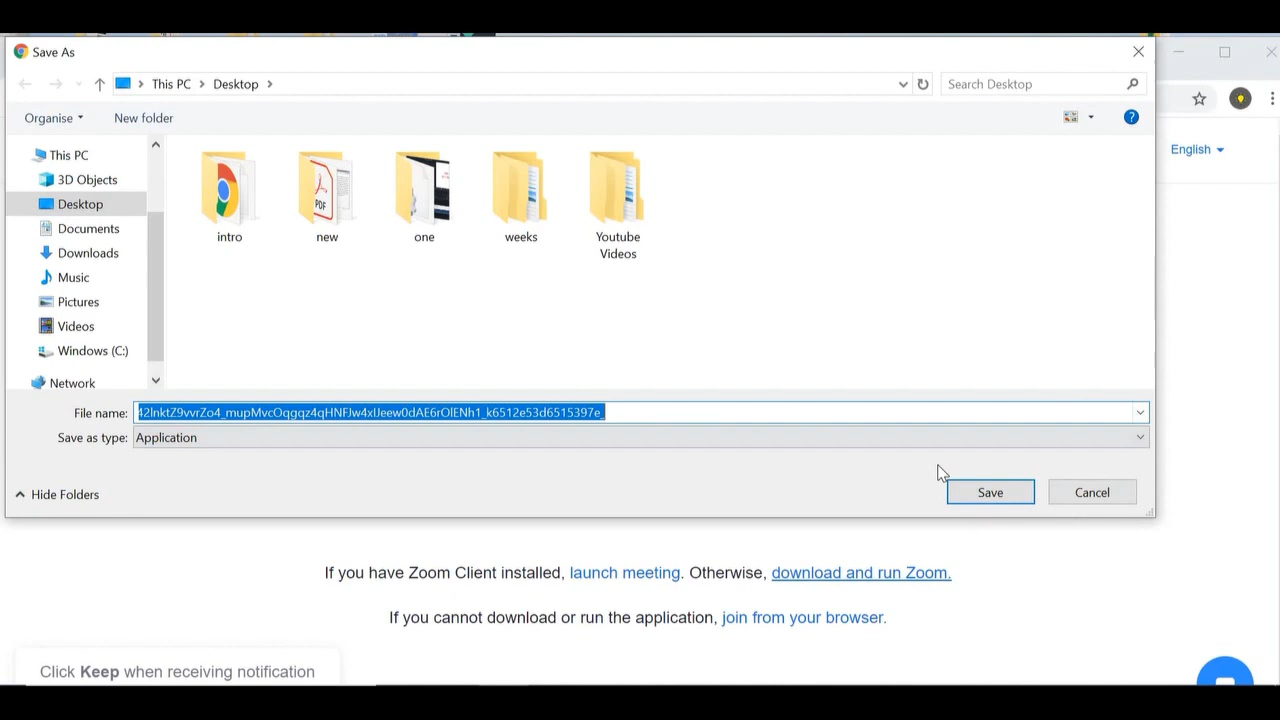 Save As
This PC
Desktop
Search Desktop
Organise
New folder
English
This PC
3D Objects
Desktop
Documents
Downloads
Music
Pictures
Videos
Windows (C:)
Network
PDF
intro
new
one
weeks
Youtube
Videos
File name:
Save as type: Application
Hide Folders
Save
Cancel
If you have Zoom Client installed, launch meeting. Otherwise, download and run Zoom.
If you cannot download or run the application, join from your browser.
Click Keep when receiving notification